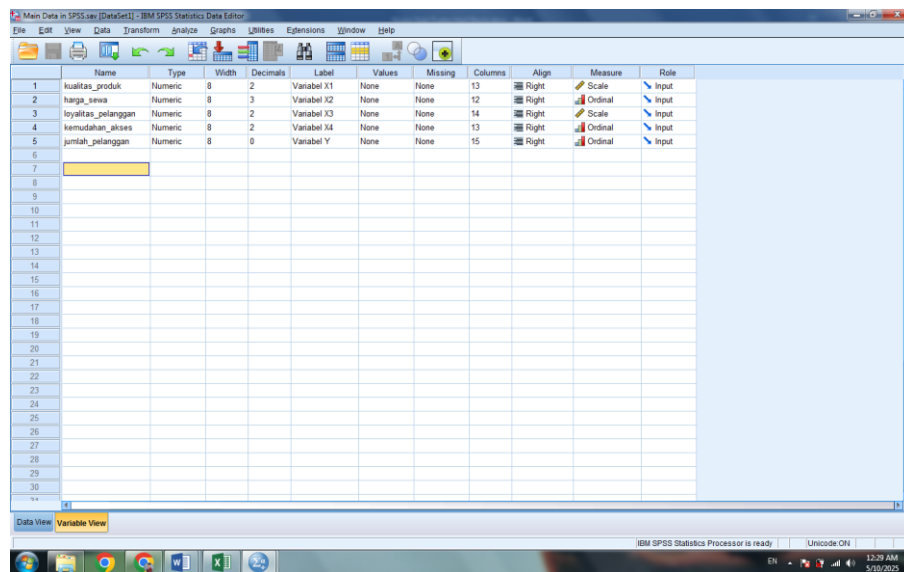 Main Data in SPSS.sav [DataSet1] - IBM SPSS Statistics Data Editor
File Edit View Data Transform Analyze Graphs Utilities Extensions Window Help
Name Type Width Decimals Label Values Missing Columns Align Measure Role
1 kualitas_produk Numeric 8 2 Variabel X1 None None 13 Right Scale Input
2 harga_sewa Numeric 8 3 Variabel X2 None None 12 Right Ordinal Input
3 loyalitas_pelanggan Numeric 8 2 Variabel X3 None None 14 Right Scale Input
4 kemudahan_akses Numeric 8 2 Variabel X4 None None 13 Right Ordinal Input
5 jumlah_pelanggan Numeric 8 0 Variabel Y None None 15 Right Ordinal Input
6
7
8
9
10
11
12
13
14
15
16
17
18
19
20
21
22
23
24
25
26
27
28
29
30
31
Data View Variable View
IBM SPSS Statistics Processor is ready Unicode:ON
EN 12:29 AM
5/10/2025